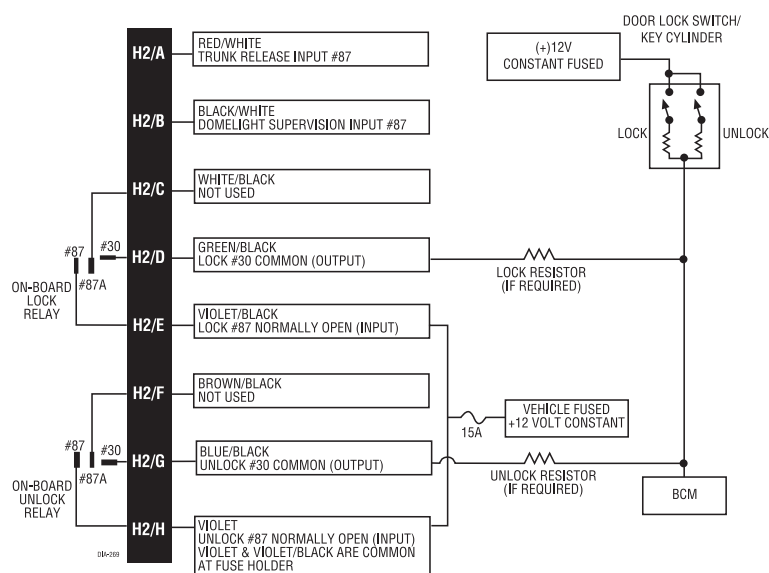 DOOR LOCK SWITCH/
KEY CYLINDER
(+)12V
CONSTANT FUSED
LOCK
UNLOCK
H2/A
RED/WHITE
TRUNK RELEASE INPUT #87
H2/B
BLACK/WHITE
DOMELIGHT SUPERVISION INPUT #87
H2/C
WHITE/BLACK
NOT USED
#87
#30
#87A
ON-BOARD
LOCK
RELAY
H2/D
GREEN/BLACK
LOCK #30 COMMON (OUTPUT)
LOCK RESISTOR
(IF REQUIRED)
H2/E
VIOLET/BLACK
LOCK #87 NORMALLY OPEN (INPUT)
H2/F
BROWN/BLACK
NOT USED
15A
VEHICLE FUSED
+12 VOLT CONSTANT
#87
#30
#87A
ON-BOARD
UNLOCK
RELAY
H2/G
BLUE/BLACK
UNLOCK #30 COMMON (OUTPUT)
UNLOCK RESISTOR
(IF REQUIRED)
BCM
H2/H
VIOLET
UNLOCK #87 NORMALLY OPEN (INPUT)
VIOLET & VIOLET/BLACK ARE COMMON
AT FUSE HOLDER
DIA-269